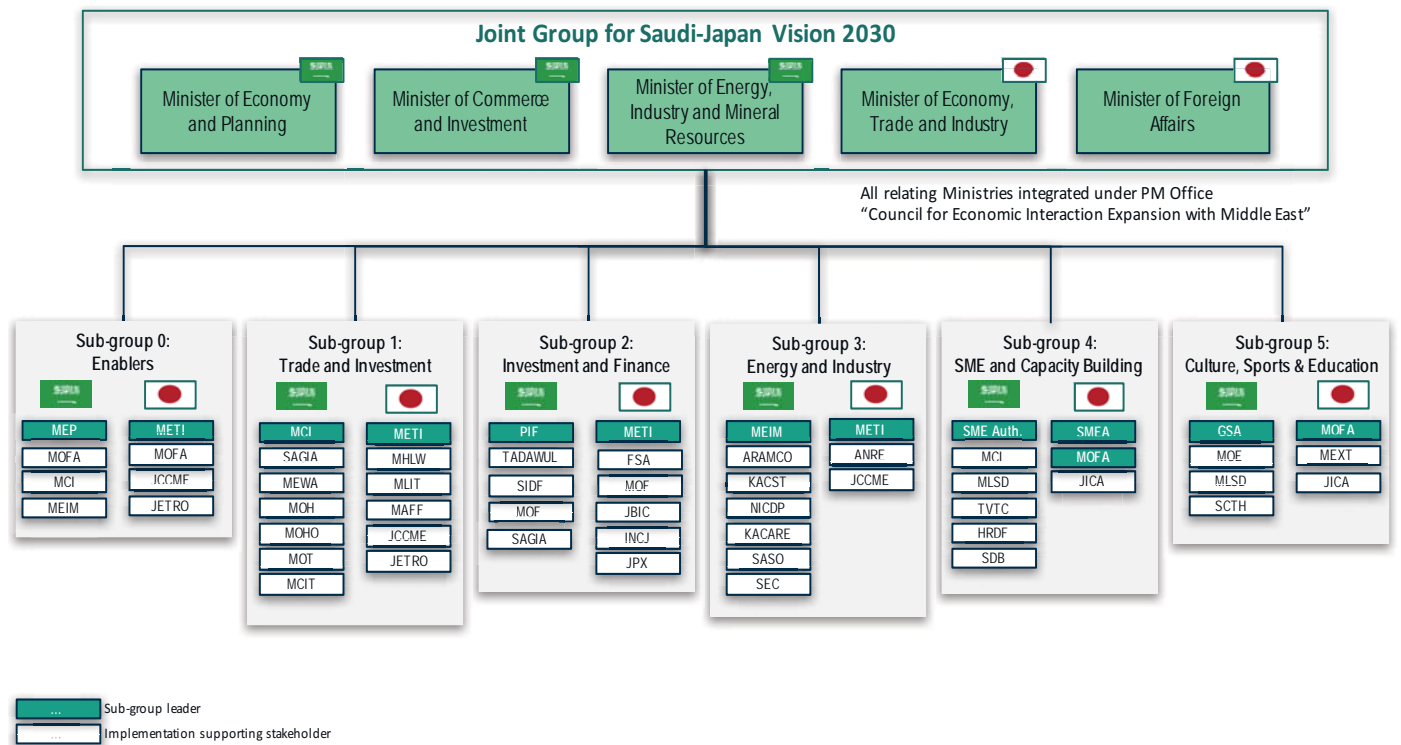 Joint Group for Saudi-Japan Vision 2030
Minister of Economy
and Planning
Minister of Commerce
and Investment
Minister of Energy,
Industry and Mineral
Resources
Minister of Economy,
Trade and Industry
Minister of Foreign
Affairs
All relating Ministries integrated under PM Office
“Council for Economic Interaction Expansion with Middle East”
Sub-group 0:
Enablers
MEP
MOFA
MCI
MEIM
METI
MOFA
JCCME
JETRO
Sub-group 1:
Trade and Investment
MCI
SAGIA
MEWA
MOH
MOHO
MOT
MCIT
METI
MHLW
MLIT
MAFF
JCCME
JETRO
Sub-group 2:
Investment and Finance
PIF
TADAWUL
SIDF
MOF
SAGIA
METI
FSA
MOF
JBIC
INCJ
JPX
Sub-group 3:
Energy and Industry
MEIM
ARAMCO
KACST
NICDP
KACARE
SASO
SEC
METI
ANRE
JCCME
Sub-group 4:
SME and Capacity Building
SME Auth.
MCI
MLSD
TVTC
HRDF
SDB
SMEA
MOFA
JICA
Sub-group 5:
Culture, Sports & Education
GSA
MOE
MLSD
SCTH
MOFA
MEXT
JICA
... Sub-group leader
... Implementation supporting stakeholder